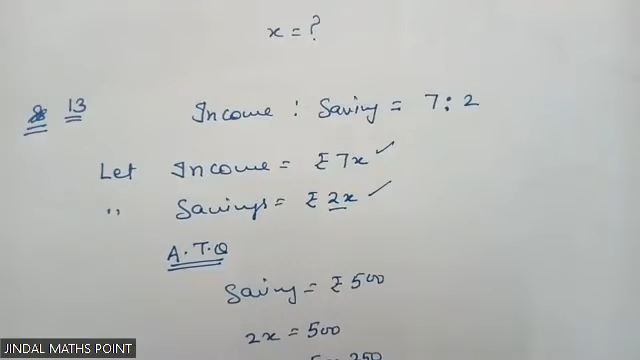 x = ?
13 Income : Saving = 7 : 2
Let Income = ₹ 7x ✓
,, Savings = ₹ 2x ✓
A.T.Q
Saving = ₹ 500
2x = 500
JINDAL MATHS POINT